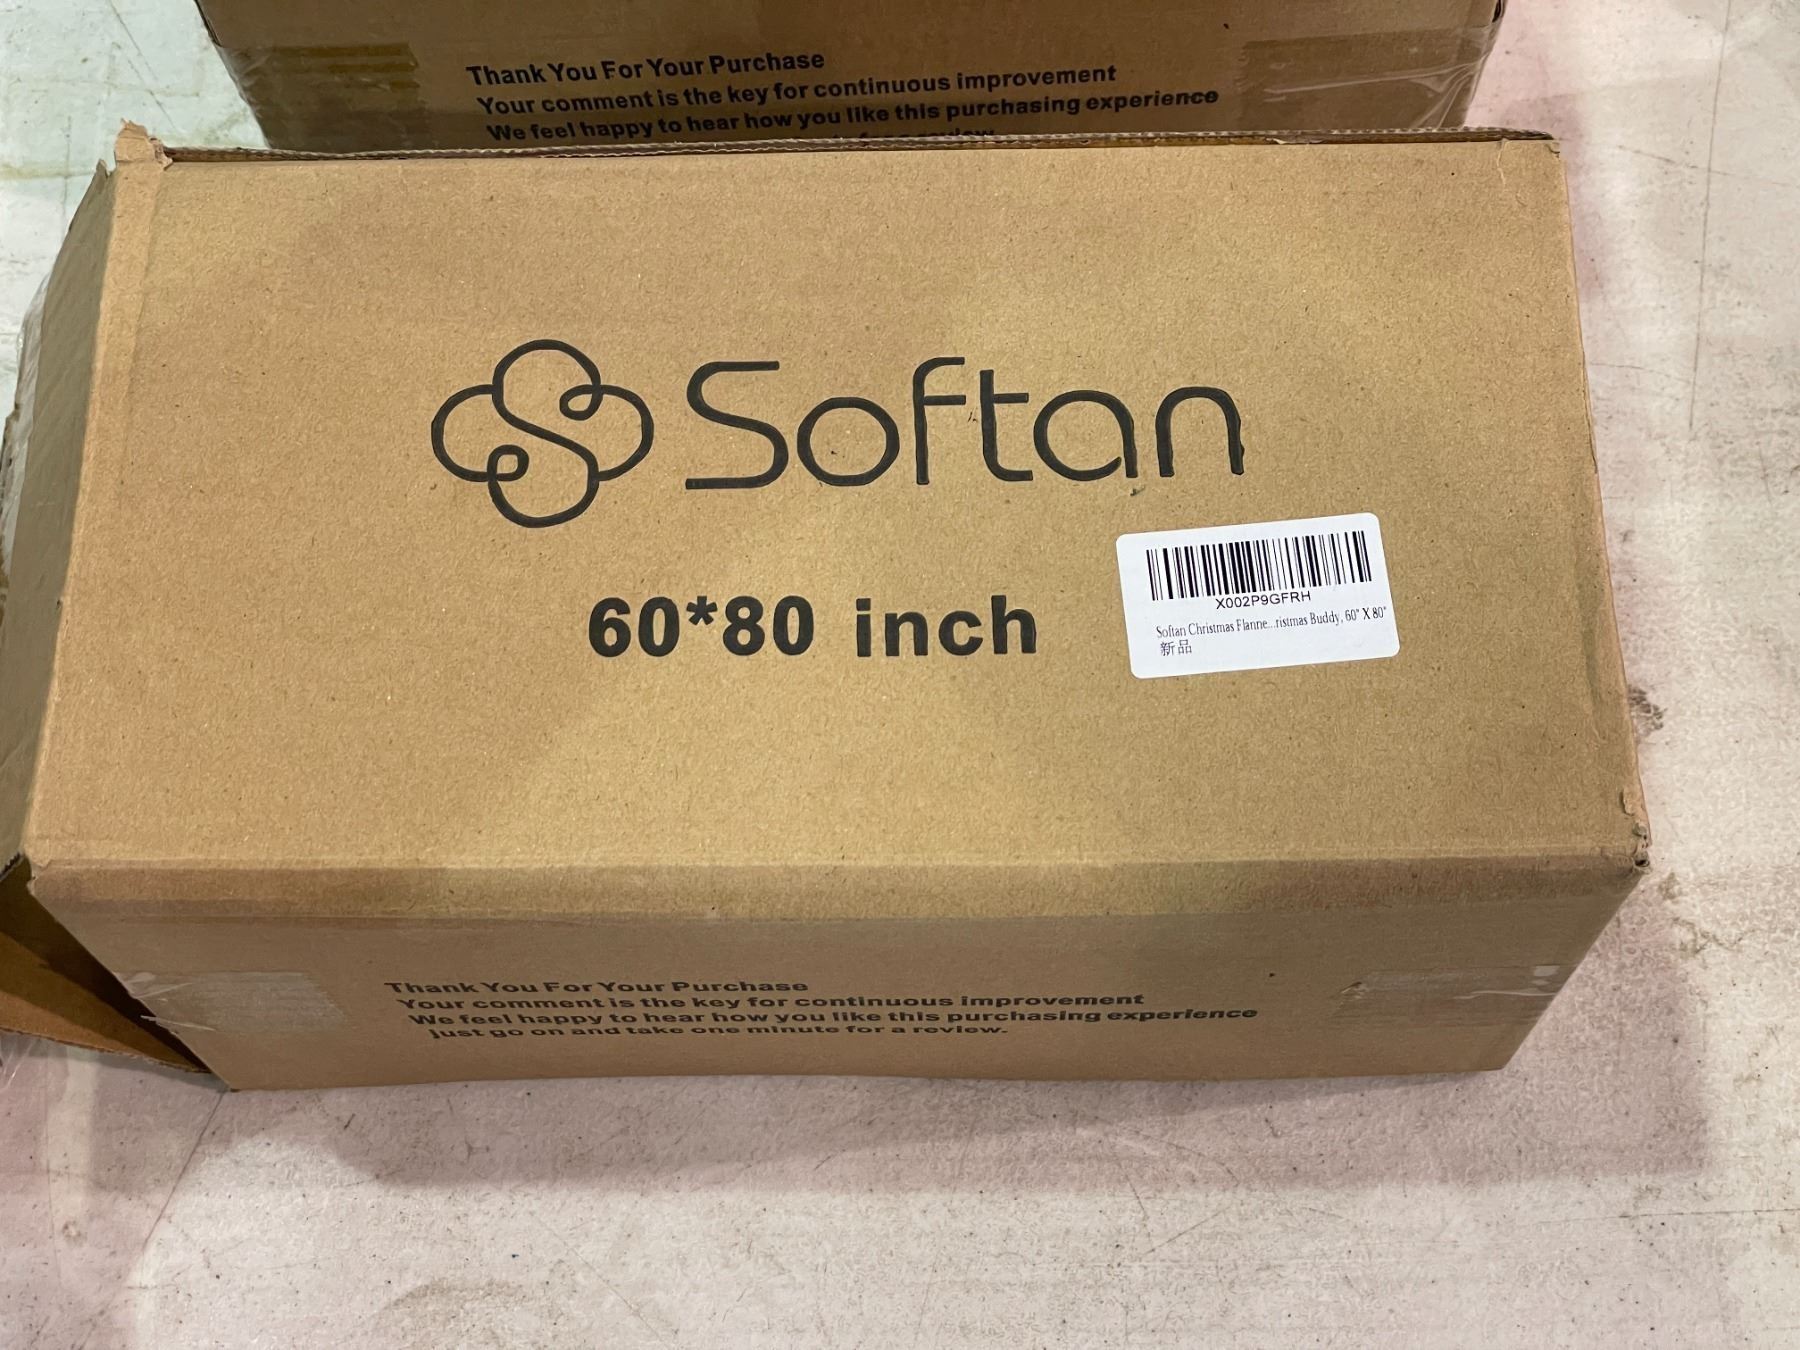 Thank You For Your Purchase
Your comment is the key for continuous improvement
We feel happy to hear how you like this purchasing experience
for a review.
Softan
60*80 inch
X002P9GFRH
Softan Christmas Flanne...ristmas Buddy, 60" X 80"
新品
Thank You For Your Purchase
Your comment is the key for continuous improvement
We feel happy to hear how you like this purchasing experience
just go on and take one minute for a review.